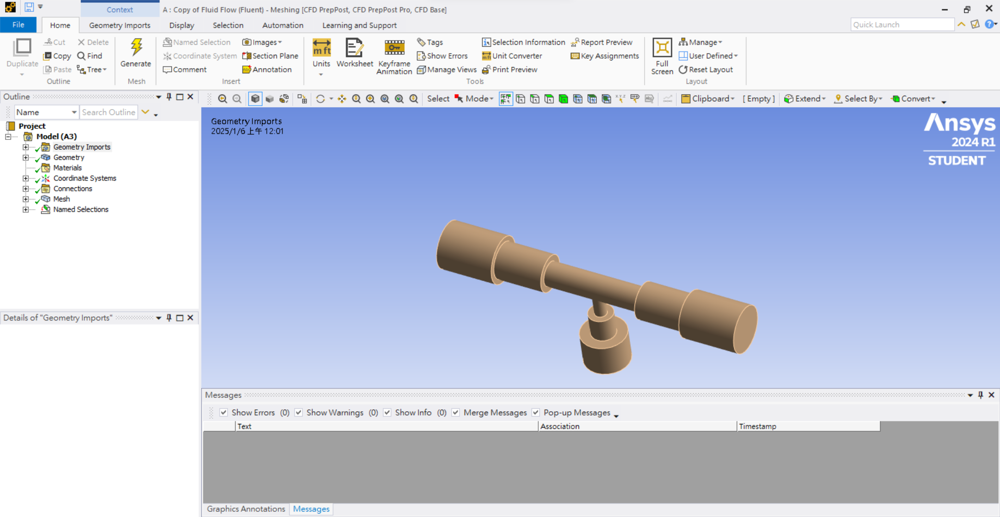 Context
A : Copy of Fluid Flow (Fluent) - Meshing [CFD PrepPost, CFD PrepPost Pro, CFD Base]
File
Home
Geometry Imports
Display
Selection
Automation
Learning and Support
Quick Launch
Duplicate
Cut
Delete
Copy
Find
Paste
Tree
Outline
Generate
Mesh
Named Selection
Images
Coordinate System
Section Plane
Comment
Annotation
Insert
mft
Units
Worksheet
Keyframe
Animation
Tags
Show Errors
Manage Views
Selection Information
Unit Converter
Print Preview
Report Preview
Key Assignments
Tools
Full
Screen
Manage
User Defined
Reset Layout
Layout
Outline
Name
Search Outline
Project
Model (A3)
Geometry Imports
Geometry
Materials
Coordinate Systems
Connections
Mesh
Named Selections
Details of "Geometry Imports"
Select
Mode
Clipboard
[ Empty ]
Extend
Select By
Convert
Geometry Imports
2025/1/6 上午 12:01
Ansys
2024 R1
STUDENT
Messages
Show Errors (0)
Show Warnings (0)
Show Info (0)
Merge Messages
Pop-up Messages
Text
Association
Timestamp
Graphics Annotations
Messages